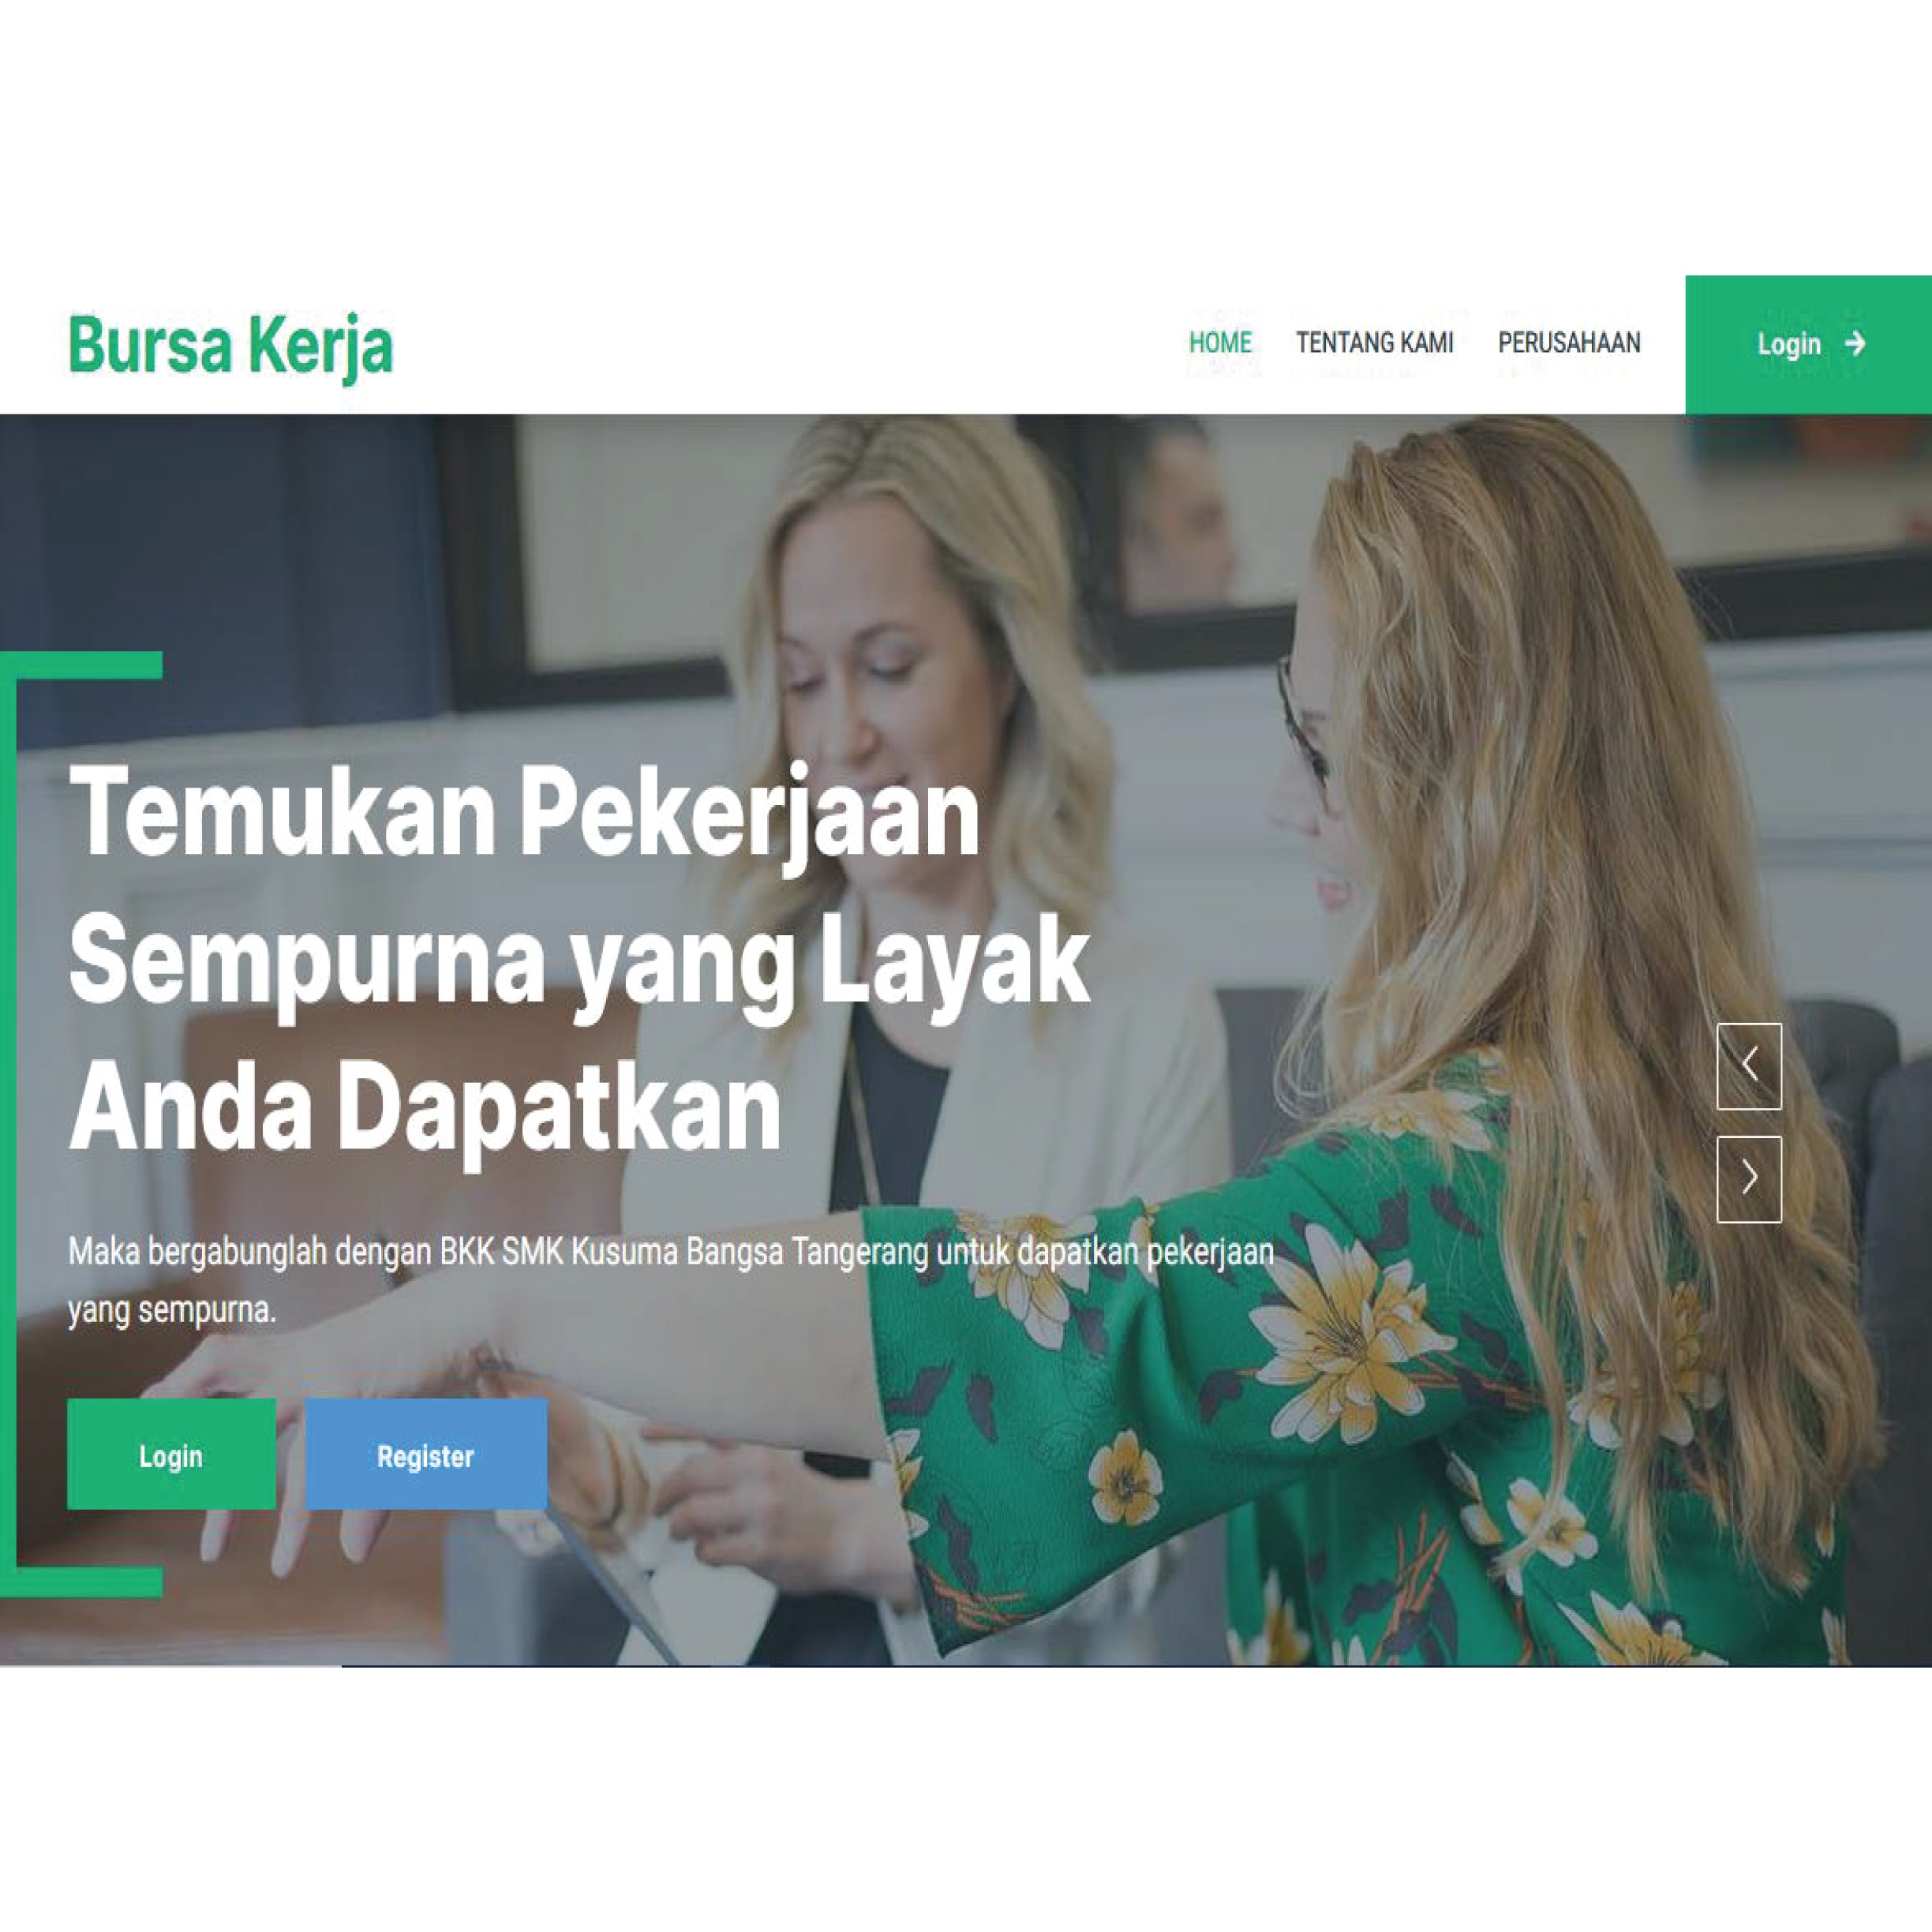 Bursa Kerja
HOME TENTANG KAMI PERUSAHAAN Login
Temukan Pekerjaan
Sempurna yang Layak
Anda Dapatkan
Maka bergabunglah dengan BKK SMK Kusuma Bangsa Tangerang untuk dapatkan pekerjaan
yang sempurna.
Login Register